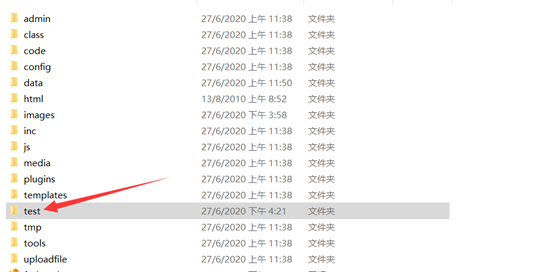 admin 27/6/2020 上午 11:38 文件夹
class 27/6/2020 上午 11:38 文件夹
code 27/6/2020 上午 11:38 文件夹
config 27/6/2020 上午 11:38 文件夹
data 27/6/2020 上午 11:50 文件夹
html 13/8/2010 上午 8:52 文件夹
images 27/6/2020 下午 3:58 文件夹
inc 27/6/2020 上午 11:38 文件夹
js 27/6/2020 上午 11:38 文件夹
media 27/6/2020 上午 11:38 文件夹
plugins 27/6/2020 上午 11:38 文件夹
templates 27/6/2020 上午 11:38 文件夹
test 27/6/2020 下午 4:21 文件夹
tmp 27/6/2020 上午 11:38 文件夹
tools 27/6/2020 上午 11:38 文件夹
uploadfile 27/6/2020 上午 11:38 文件夹